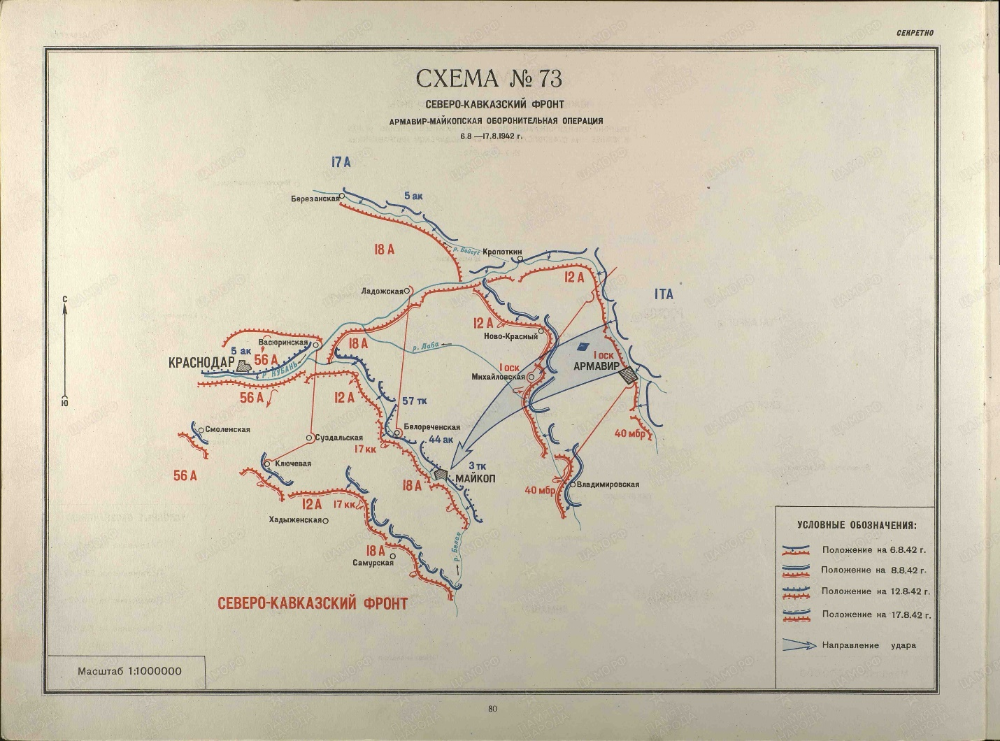 СЕКРЕТНО
СХЕМА № 73
СЕВЕРО-КАВКАЗСКИЙ ФРОНТ
АРМАВИР-МАЙКОПСКАЯ ОБОРОНИТЕЛЬНАЯ ОПЕРАЦИЯ
6.8 —17.8.1942 г.
17 А
Березанская
5 ак
18 А
р. Бейсуг
Кропоткин
12 А
Ладожская
1ТА
С
12 А
Ново-Красный
Васюринская
18 А
р. Лаба
5 ак
56 А
КРАСНОДАР
р. КУБАНЬ
1 оск
АРМАВИР
1 оск
Михайловская
56 А
12 А
57 тк
Ю
Смоленская
Суздальская
Белореченская
44 ак
40 мбр
17 кк
Ключевая
3 тк
МАЙКОП
56 А
18 А
Владимировская
40 мбр
12 А
17 кк
Хадыженская
18 А
Самурская
р. Белая
СЕВЕРО-КАВКАЗСКИЙ ФРОНТ
УСЛОВНЫЕ ОБОЗНАЧЕНИЯ:
Положение на 6.8.42 г.
Положение на 8.8.42 г.
Положение на 12.8.42 г.
Положение на 17.8.42 г.
Направление удара
Масштаб 1:1000000
80
ЦАМО.РФ
ПАМЯТЬ НАРОДА